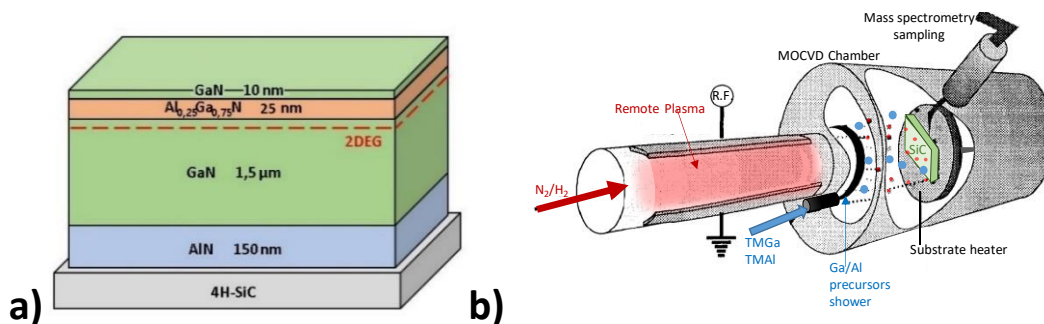 GaN 10 nm
Al0,25Ga0,75N 25 nm
2DEG
GaN 1,5 µm
AlN 150 nm
4H-SiC
a)
Mass spectrometry
sampling
MOCVD Chamber
R.F.
Remote Plasma
SiC
N2/H2
TMGa
TMAl
Substrate heater
Ga/Al
precursors
shower
b)